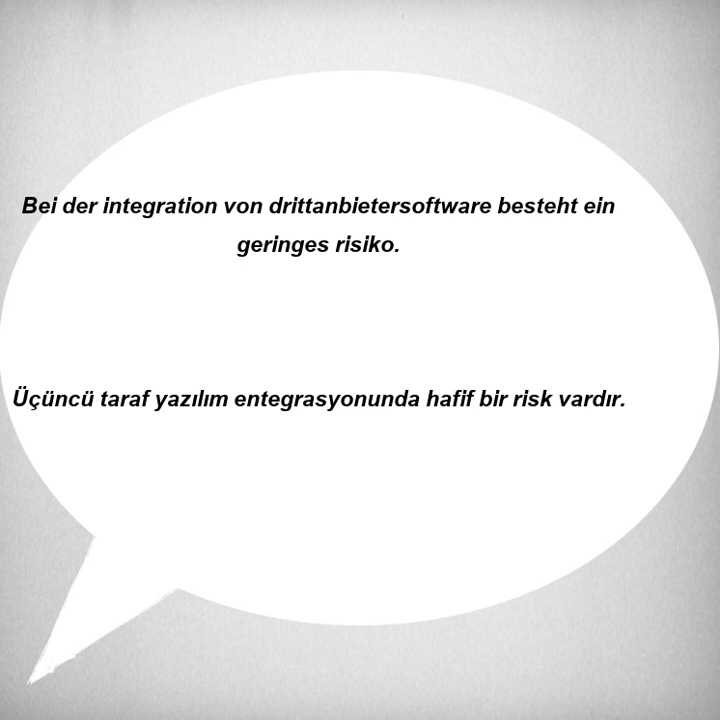 Bei der integration von drittanbietersoftware besteht ein
geringes risiko.
Üçüncü taraf yazılım entegrasyonunda hafif bir risk vardır.